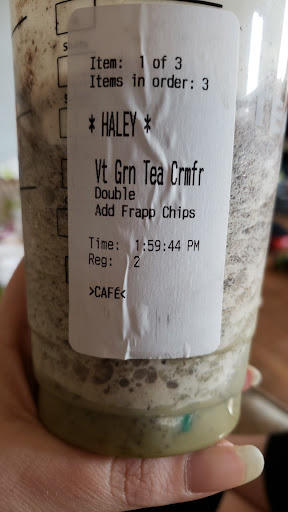 Item: 1 of 3
Items in order: 3
* HALEY *
Vt Grn Tea Crmfr
Double
Add Frapp Chips
Time: 1:59:44 PM
Reg: 2
>CAFÉ<